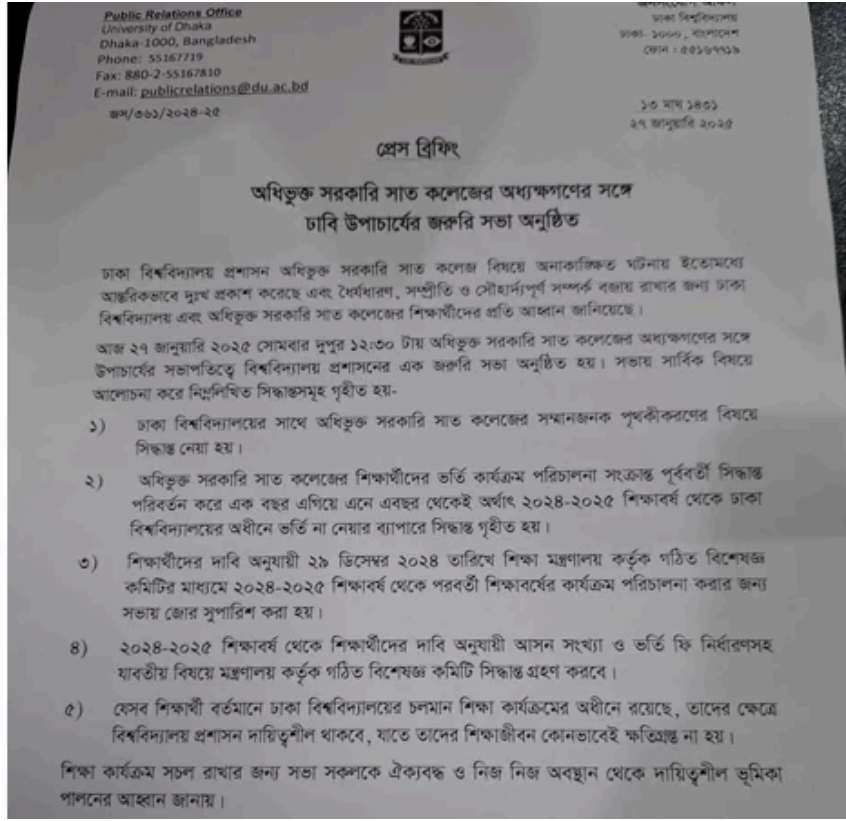 Public Relations Office
University of Dhaka
Dhaka-1000, Bangladesh
Phone: 55167719
Fax: 880-2-55167810
E-mail: publicrelations@du.ac.bd
জস/৩৬১/২০২৪-২৫
ঢাকা বিশ্ববিদ্যালয়
ঢাকা- ১০০০, বাংলাদেশ
ফোন : ৫৫১৬৭৭১৯
১৩ মাঘ ১৪৩১
২৭ জানুয়ারি ২০২৫
প্রেস ব্রিফিং
অধিভুক্ত সরকারি সাত কলেজের অধ্যক্ষগণের সঙ্গে
ঢাবি উপাচার্যের জরুরি সভা অনুষ্ঠিত
ঢাকা বিশ্ববিদ্যালয় প্রশাসন অধিভুক্ত সরকারি সাত কলেজ বিষয়ে অনাকাঙ্ক্ষিত ঘটনায় ইতোমধ্যে
আন্তরিকভাবে দুঃখ প্রকাশ করেছে এবং ধৈর্যধারণ, সম্প্রীতি ও সৌহার্দ্যপূর্ণ সম্পর্ক বজায় রাখার জন্য ঢাকা
বিশ্ববিদ্যালয় এবং অধিভুক্ত সরকারি সাত কলেজের শিক্ষার্থীদের প্রতি আহ্বান জানিয়েছে।
আজ ২৭ জানুয়ারি ২০২৫ সোমবার দুপুর ১২:৩০ টায় অধিভুক্ত সরকারি সাত কলেজের অধ্যক্ষগণের সঙ্গে
উপাচার্যের সভাপতিত্বে বিশ্ববিদ্যালয় প্রশাসনের এক জরুরি সভা অনুষ্ঠিত হয়। সভায় সার্বিক বিষয়ে
আলোচনা করে নিম্নলিখিত সিদ্ধান্তসমূহ গৃহীত হয়-
১) ঢাকা বিশ্ববিদ্যালয়ের সাথে অধিভুক্ত সরকারি সাত কলেজের সম্মানজনক পৃথকীকরণের বিষয়ে
সিদ্ধান্ত নেয়া হয়।
২) অধিভুক্ত সরকারি সাত কলেজের শিক্ষার্থীদের ভর্তি কার্যক্রম পরিচালনা সংক্রান্ত পূর্ববর্তী সিদ্ধান্ত
পরিবর্তন করে এক বছর এগিয়ে এনে এবছর থেকেই অর্থাৎ ২০২৪-২০২৫ শিক্ষাবর্ষ থেকে ঢাকা
বিশ্ববিদ্যালয়ের অধীনে ভর্তি না নেয়ার ব্যাপারে সিদ্ধান্ত গৃহীত হয়।
৩) শিক্ষার্থীদের দাবি অনুযায়ী ২৯ ডিসেম্বর ২০২৪ তারিখে শিক্ষা মন্ত্রণালয় কর্তৃক গঠিত বিশেষজ্ঞ
কমিটির মাধ্যমে ২০২৪-২০২৫ শিক্ষাবর্ষ থেকে পরবর্তী শিক্ষাবর্ষের কার্যক্রম পরিচালনা করার জন্য
সভায় জোর সুপারিশ করা হয়।
৪) ২০২৪-২০২৫ শিক্ষাবর্ষ থেকে শিক্ষার্থীদের দাবি অনুযায়ী আসন সংখ্যা ও ভর্তি ফি নির্ধারণসহ
যাবতীয় বিষয়ে মন্ত্রণালয় কর্তৃক গঠিত বিশেষজ্ঞ কমিটি সিদ্ধান্ত গ্রহণ করবে।
৫) যেসব শিক্ষার্থী বর্তমানে ঢাকা বিশ্ববিদ্যালয়ের চলমান শিক্ষা কার্যক্রমের অধীনে রয়েছে, তাদের ক্ষেত্রে
বিশ্ববিদ্যালয় প্রশাসন দায়িত্বশীল থাকবে, যাতে তাদের শিক্ষাজীবন কোনভাবেই ক্ষতিগ্রস্ত না হয়।
শিক্ষা কার্যক্রম সচল রাখার জন্য সভা সকলকে ঐক্যবদ্ধ ও নিজ নিজ অবস্থান থেকে দায়িত্বশীল ভূমিকা
পালনের আহ্বান জানায়।